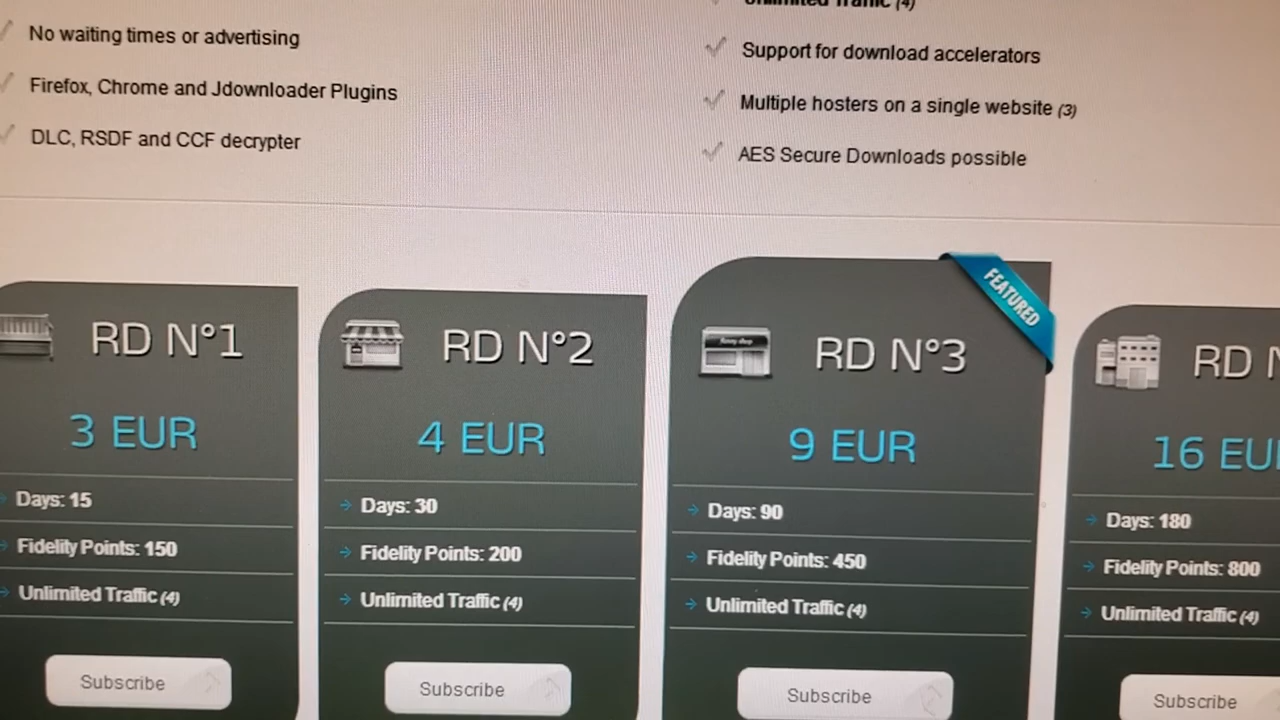 Unlimited Traffic (4)
No waiting times or advertising
Support for download accelerators
Firefox, Chrome and Jdownloader Plugins
Multiple hosters on a single website (3)
DLC, RSDF and CCF decrypter
AES Secure Downloads possible
RD N°1
3 EUR
Days: 15
Fidelity Points: 150
Unlimited Traffic (4)
Subscribe
RD N°2
4 EUR
Days: 30
Fidelity Points: 200
Unlimited Traffic (4)
Subscribe
FEATURED
RD N°3
9 EUR
Days: 90
Fidelity Points: 450
Unlimited Traffic (4)
Subscribe
RD
16
Days: 180
Fidelity Points: 800
Unlimited Traffic (4)
Subscribe